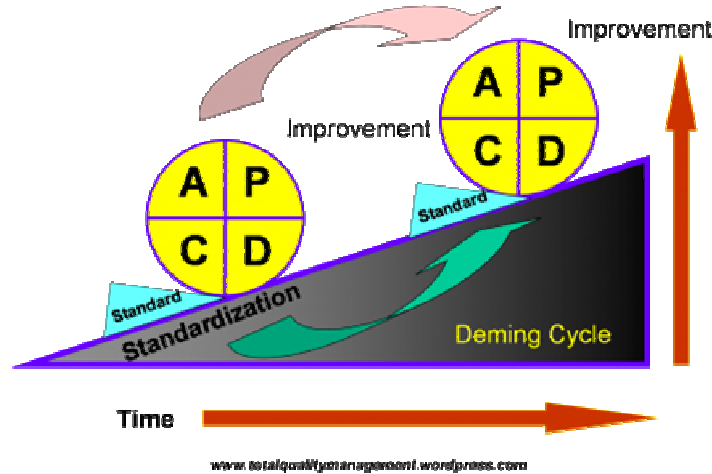 Improvement
A P
Improvement
C D
A P
Standard
C D
Standard
Standardization
Deming Cycle
Time
www.totalqualitymanagement.wordpress.com